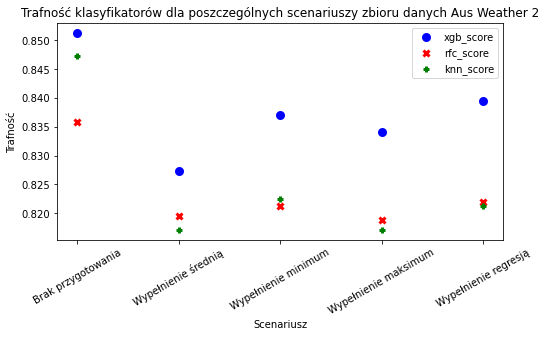 Trafność klasyfikatorów dla poszczególnych scenariuszy zbioru danych Aus Weather 2
xgb_score
rfc_score
knn_score
Trafność
0.850
0.845
0.840
0.835
0.830
0.825
0.820
Brak przygotowania
Wypełnienie średnią
Wypełnienie minimum
Wypełnienie maksimum
Wypełnienie regresją
Scenariusz